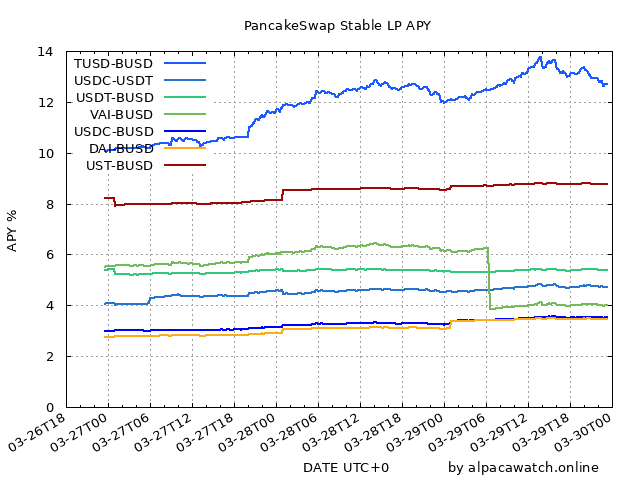 PancakeSwap Stable LP APY
APY %
14
12
10
8
6
4
2
0
TUSD-BUSD
USDC-USDT
USDT-BUSD
VAI-BUSD
USDC-BUSD
DAI-BUSD
UST-BUSD
03-26T18
03-27T00
03-27T06
03-27T12
03-27T18
03-28T00
03-28T06
03-28T12
03-28T18
03-29T00
03-29T06
03-29T12
03-29T18
03-30T00
DATE UTC+0
by alpacawatch.online